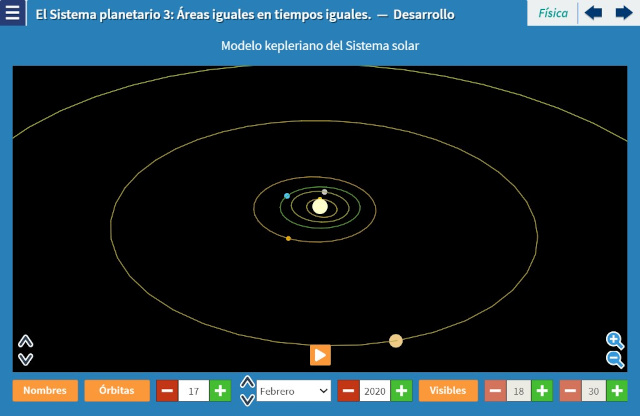 El Sistema planetario 3: Áreas iguales en tiempos iguales. — Desarrollo
Física
Modelo kepleriano del Sistema solar
Nombres
Órbitas
17
Febrero
2020
Visibles
18
30